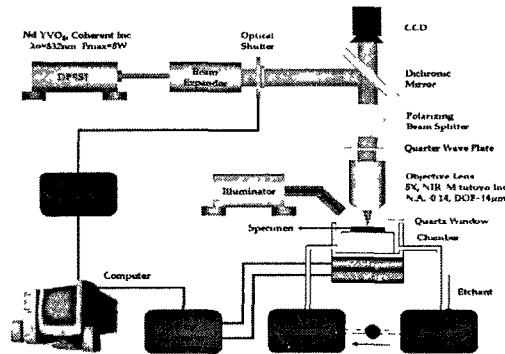 Nd YVO₄, Coherent Inc
λo=532nm Pmax=8W
DPSSL
Beam
Expander
Optical
Shutter
CCD
Dichronic
Mirror
Polarizing
Beam Splitter
Quarter Wave Plate
Objective Lens
5X, NIR Mitutoyo Inc
N.A. 0.14, DOF=14μm
Illuminator
Quartz Window
Specimen
Chamber
Computer
Etchant